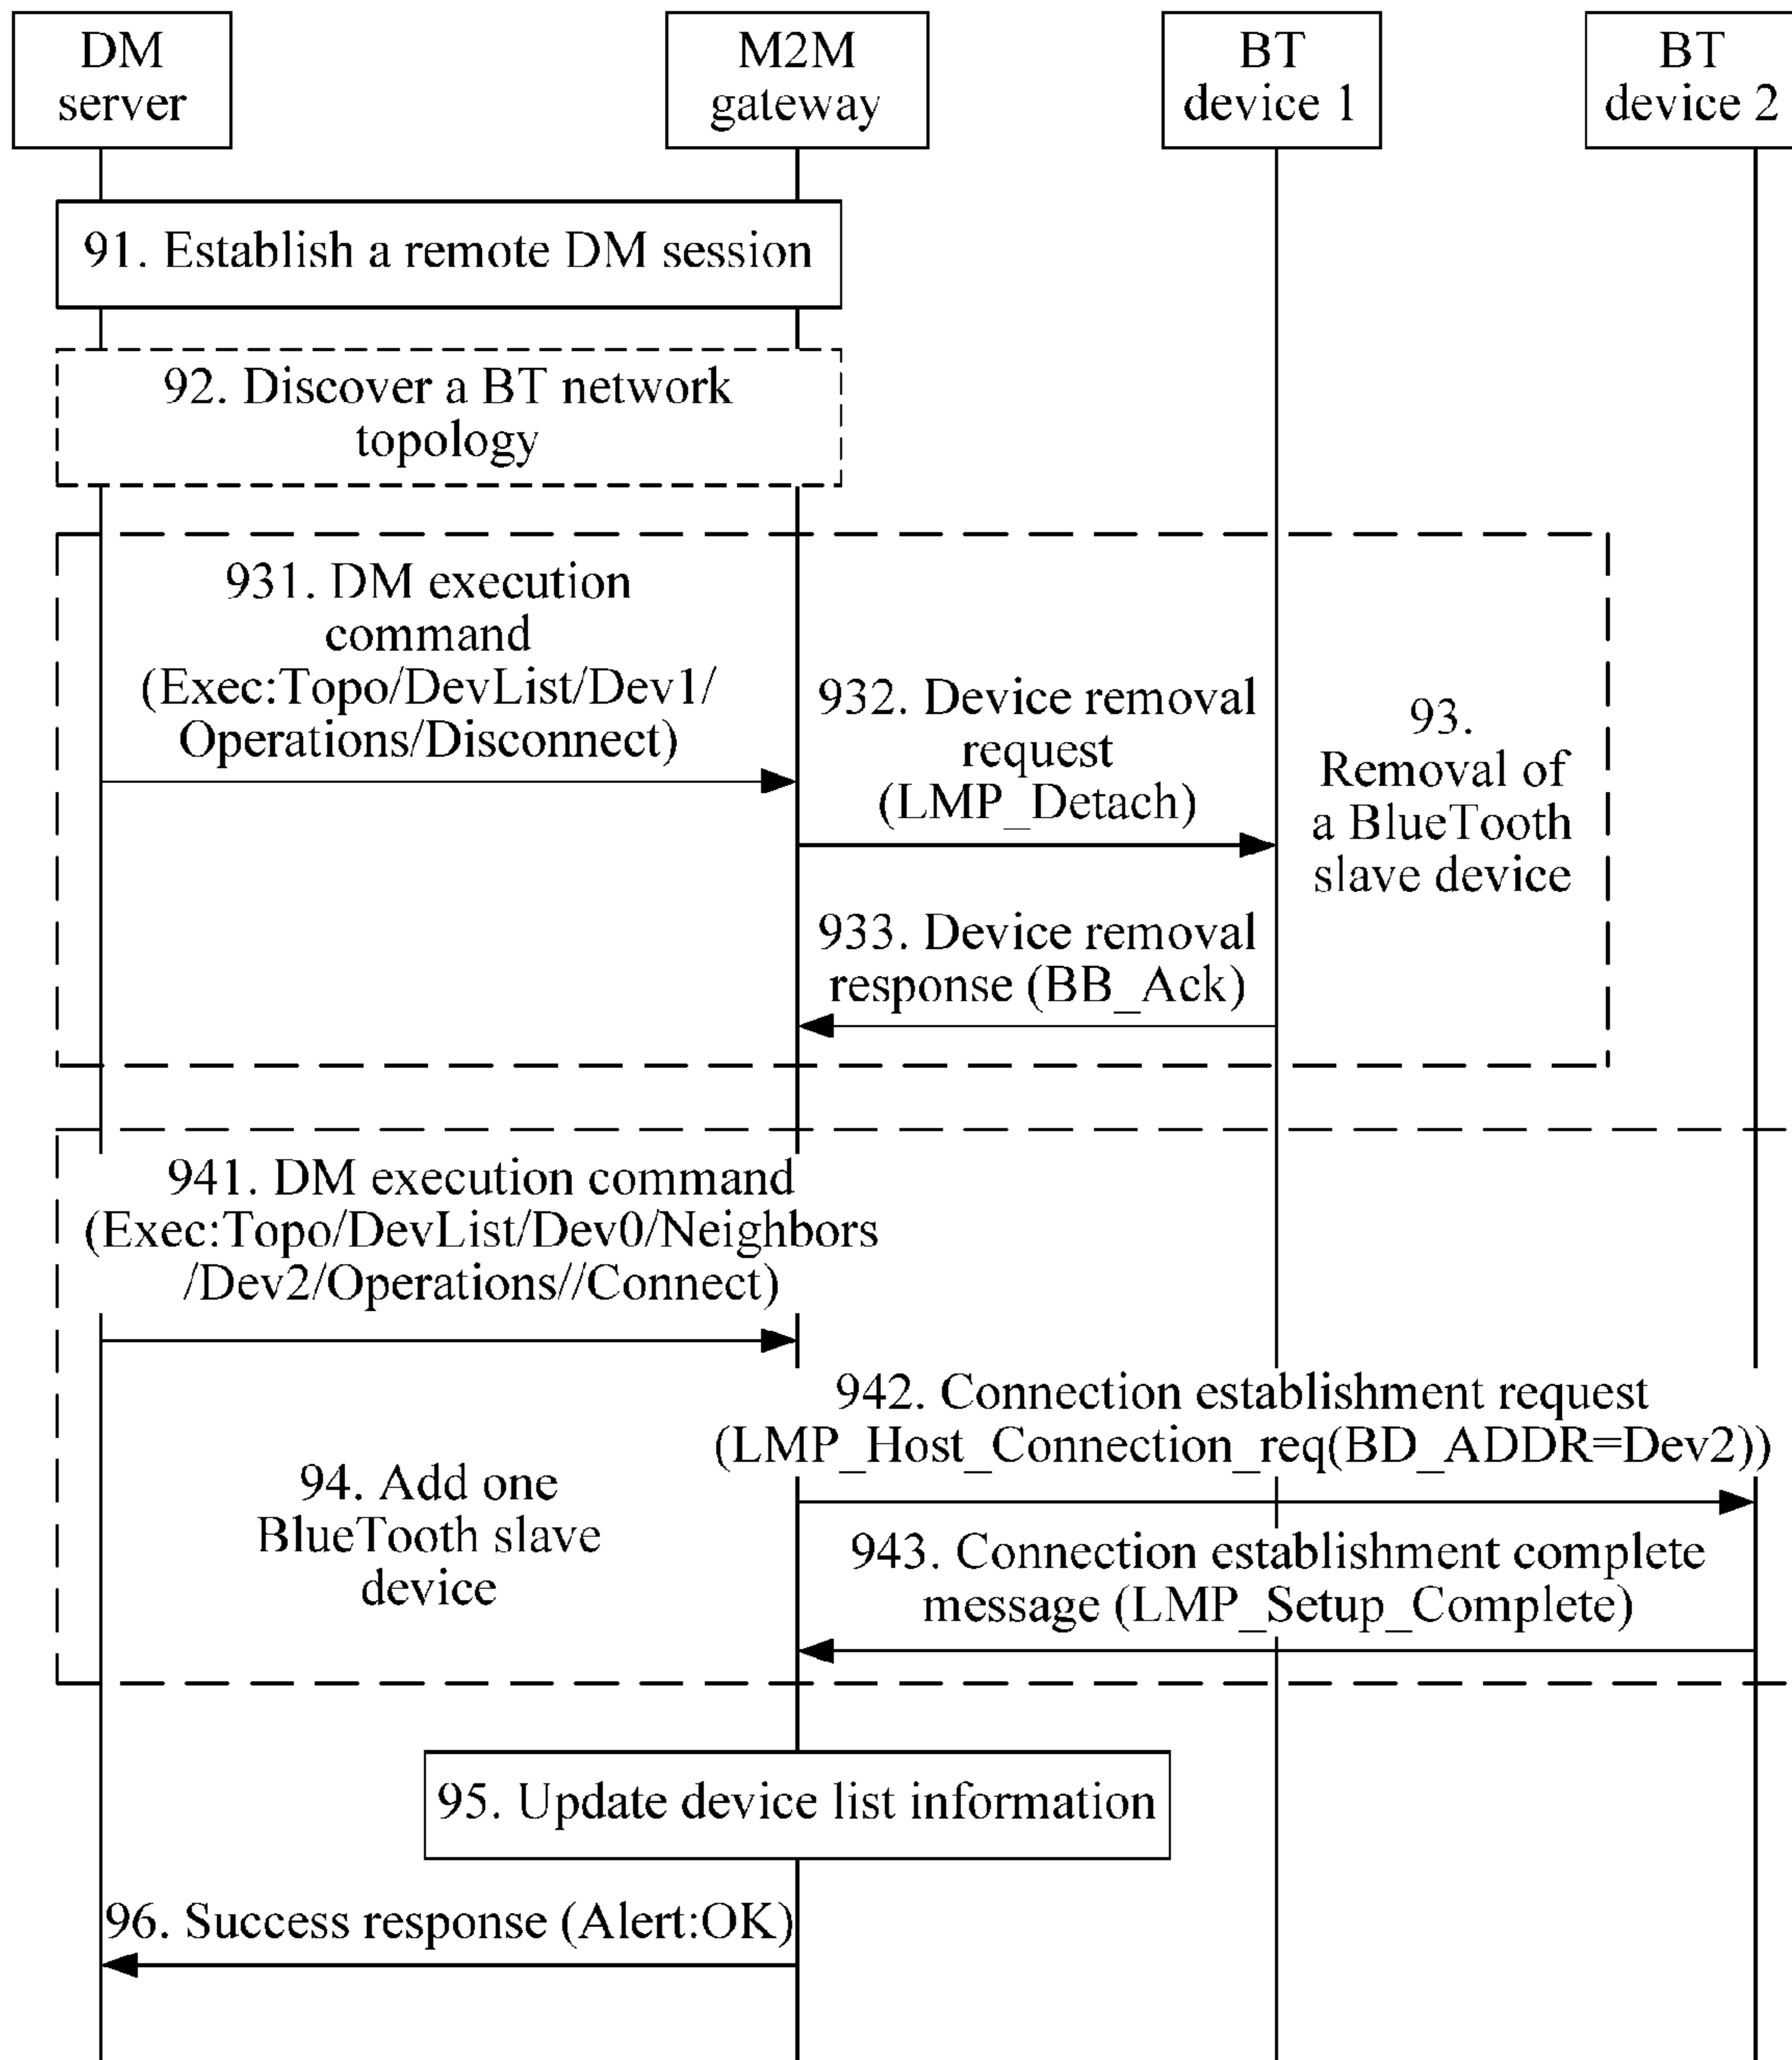 DM
server
M2M
gateway
BT
device 1
BT
device 2
91. Establish a remote DM session
92. Discover a BT network
topology
931. DM execution
command
(Exec:Topo/DevList/Dev1/
Operations/Disconnect)
932. Device removal
request
(LMP_Detach)
93.
Removal of
a BlueTooth
slave device
933. Device removal
response (BB_Ack)
941. DM execution command
(Exec:Topo/DevList/Dev0/Neighbors
/Dev2/Operations//Connect)
942. Connection establishment request
(LMP_Host_Connection_req(BD_ADDR=Dev2))
94. Add one
BlueTooth slave
device
943. Connection establishment complete
message (LMP_Setup_Complete)
95. Update device list information
96. Success response (Alert:OK)